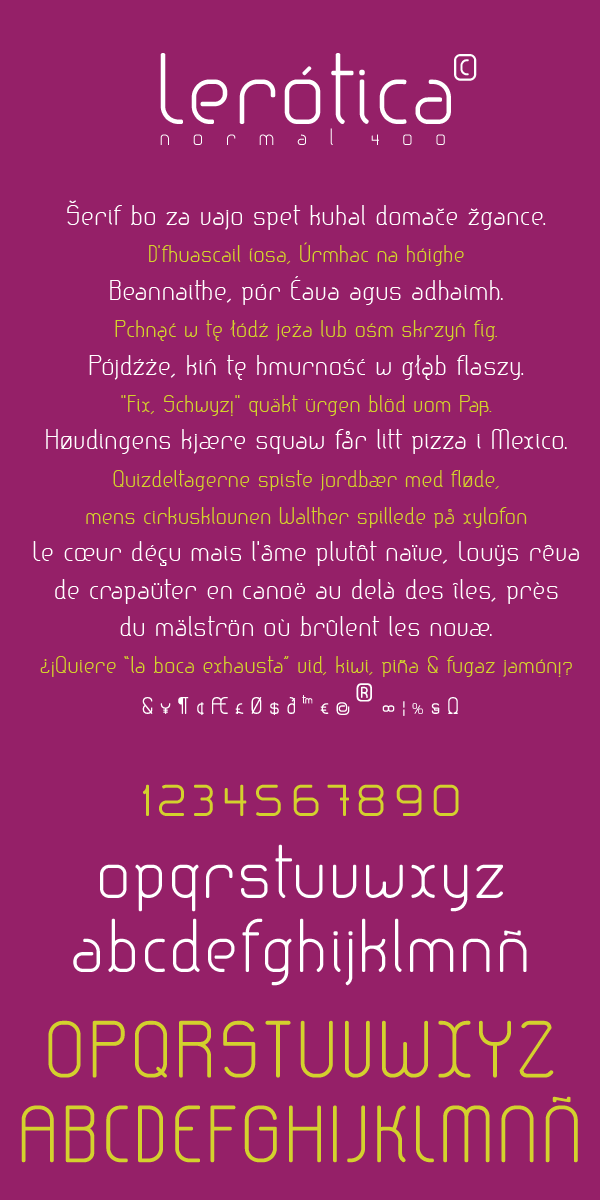 lerótica©
normal 400
Šerif bo za vajo spet kuhal domače žgance.
D'fhuascail Íosa, Úrmhac na hóighe
Beannaithe, pór Éava agus adhaimh.
Pchnąć w tę łódź jeża lub ośm skrzyń fig.
Pójdźże, kiń tę hmurność w głąb flaszy.
"Fix, Schwyz¡" quäkt ürgen blöd vom Paß.
Høvdingens kjære squaw får litt pizza i Mexico.
Quizdeltagerne spiste jordbær med fløde,
mens cirkusklovnen Walther spillede på xylofon
le cœur déçu mais l'âme plutôt naïve, Louÿs rêva
de crapaüter en canoë au delà des îles, près
du mälströn où brûlent les novæ.
¿¡Quiere “la boca exhausta” vid, kiwi, piña & fugaz jamón¡?
& ¥ ¶ ¢ Æ £ Ø $ ð ™ € @ ® ∞ ¦ % § Ω
1234567890
opqrstuvwxyz
abcdefghijklmnñ
OPQRSTUVWXYZ
ABCDEFGHIJKLMNÑ